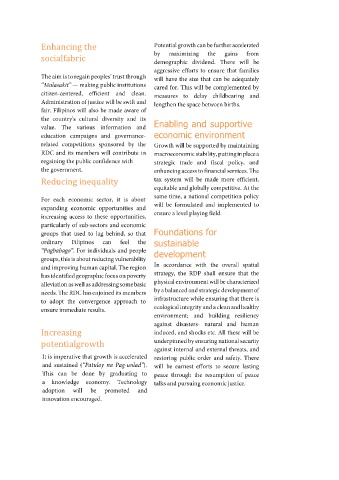 Enhancing the
socialfabric
The aim is to regain peoples' trust through
"Malasakit" — making public institutions
citizen-centered, efficient and clean.
Administration of justice will be swift and
fair. Filipinos will also be made aware of
the country's cultural diversity and its
value. The various information and
education campaigns and governance-
related competitions sponsored by the
RDC and its members will contribute in
regaining the public confidence with
the government.
Reducing inequality
For each economic sector, it is about
expanding economic opportunities and
increasing access to these opportunities,
particularly of sub-sectors and economic
groups that used to lag behind, so that
ordinary Filipinos can feel the
"Pagbabago". For individuals and people
groups, this is about reducing vulnerability
and improving human capital. The region
has identified geographic focus on poverty
alleviation as well as addressing some basic
needs. The RDC has enjoined its members
to adopt the convergence approach to
ensure immediate results.
Increasing
potentialgrowth
It is imperative that growth is accelerated
and sustained ("Patuloy na Pag-unlad").
This can be done by graduating to
a knowledge economy. Technology
adoption will be promoted and
innovation encouraged.
Potential growth can be further accelerated
by maximizing the gains from
demographic dividend. There will be
aggressive efforts to ensure that families
will have the size that can be adequately
cared for. This will be complemented by
measures to delay childbearing and
lengthen the space between births.
Enabling and supportive
economic environment
Growth will be supported by maintaining
macroeconomic stability, putting in place a
strategic trade and fiscal policy, and
enhancing access to financial services. The
tax system will be made more efficient,
equitable and globally competitive. At the
same time, a national competition policy
will be formulated and implemented to
ensure a level playing field.
Foundations for
sustainable
development
In accordance with the overall spatial
strategy, the RDP shall ensure that the
physical environment will be characterized
by a balanced and strategic development of
infrastructure while ensuring that there is
ecological integrity and a clean and healthy
environment; and building resiliency
against disasters- natural and human
induced, and shocks etc. All these will be
underpinned by ensuring national security
against internal and external threats, and
restoring public order and safety. There
will be earnest efforts to secure lasting
peace through the resumption of peace
talks and pursuing economic justice.